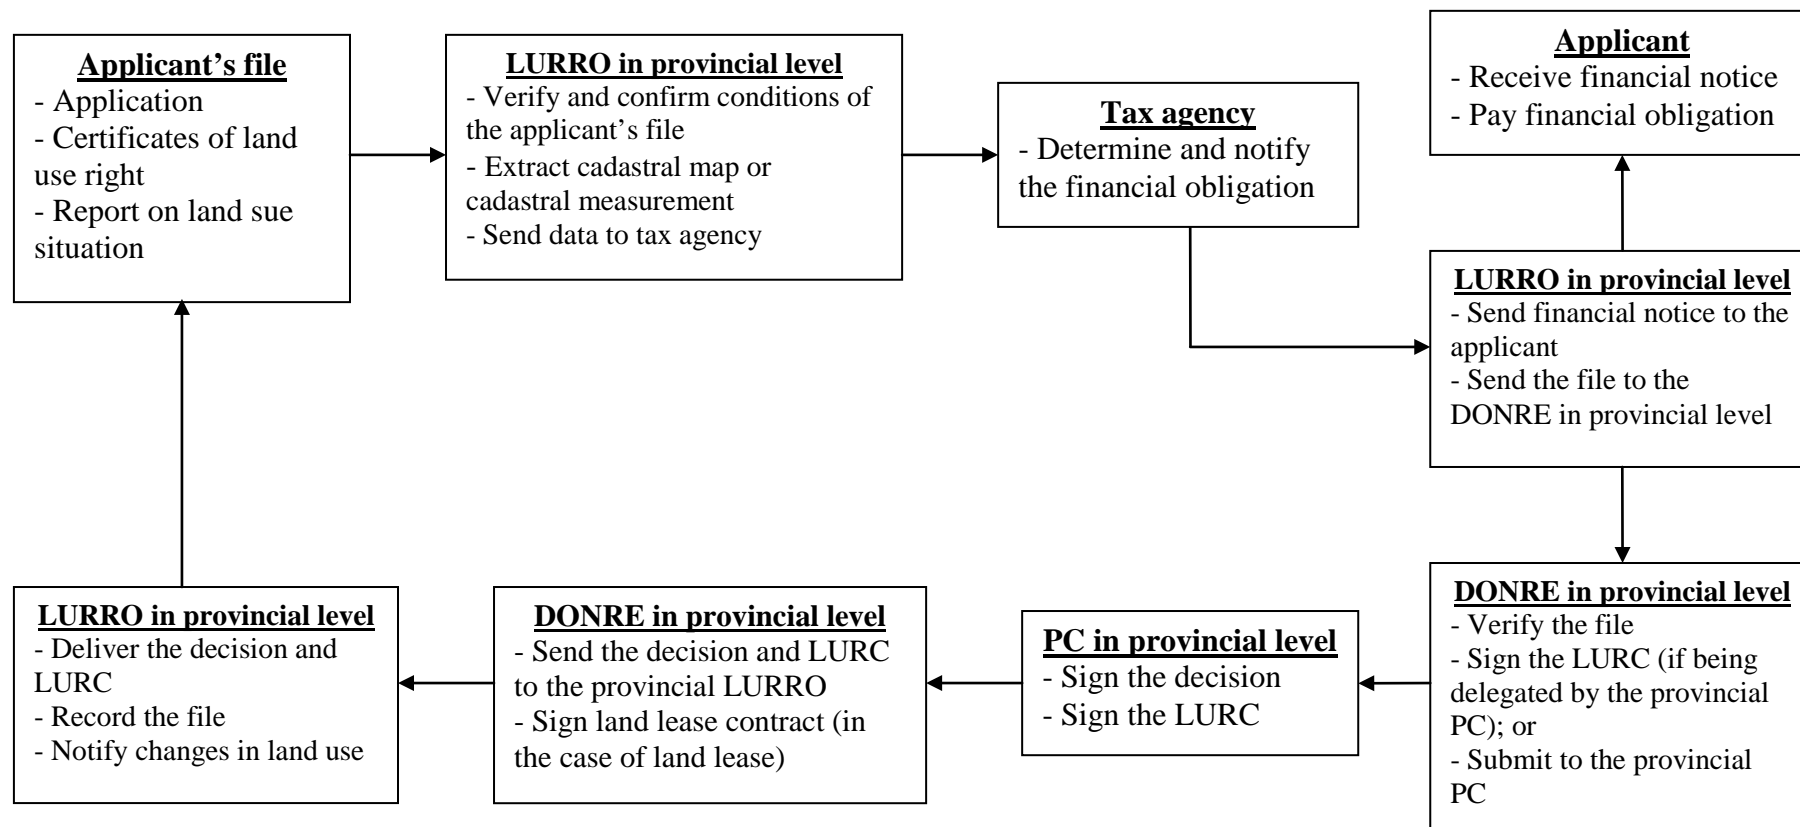 Applicant’s file
- Application
- Certificates of land
use right
- Report on land sue
situation
LURRO in provincial level
- Verify and confirm conditions of
the applicant’s file
- Extract cadastral map or
cadastral measurement
- Send data to tax agency
Tax agency
- Determine and notify
the financial obligation
Applicant
- Receive financial notice
- Pay financial obligation
LURRO in provincial level
- Send financial notice to the
applicant
- Send the file to the
DONRE in provincial level
DONRE in provincial level
- Verify the file
- Sign the LURC (if being
delegated by the provincial
PC); or
- Submit to the provincial
PC
PC in provincial level
- Sign the decision
- Sign the LURC
DONRE in provincial level
- Send the decision and LURC
to the provincial LURRO
- Sign land lease contract (in
the case of land lease)
LURRO in provincial level
- Deliver the decision and
LURC
- Record the file
- Notify changes in land use